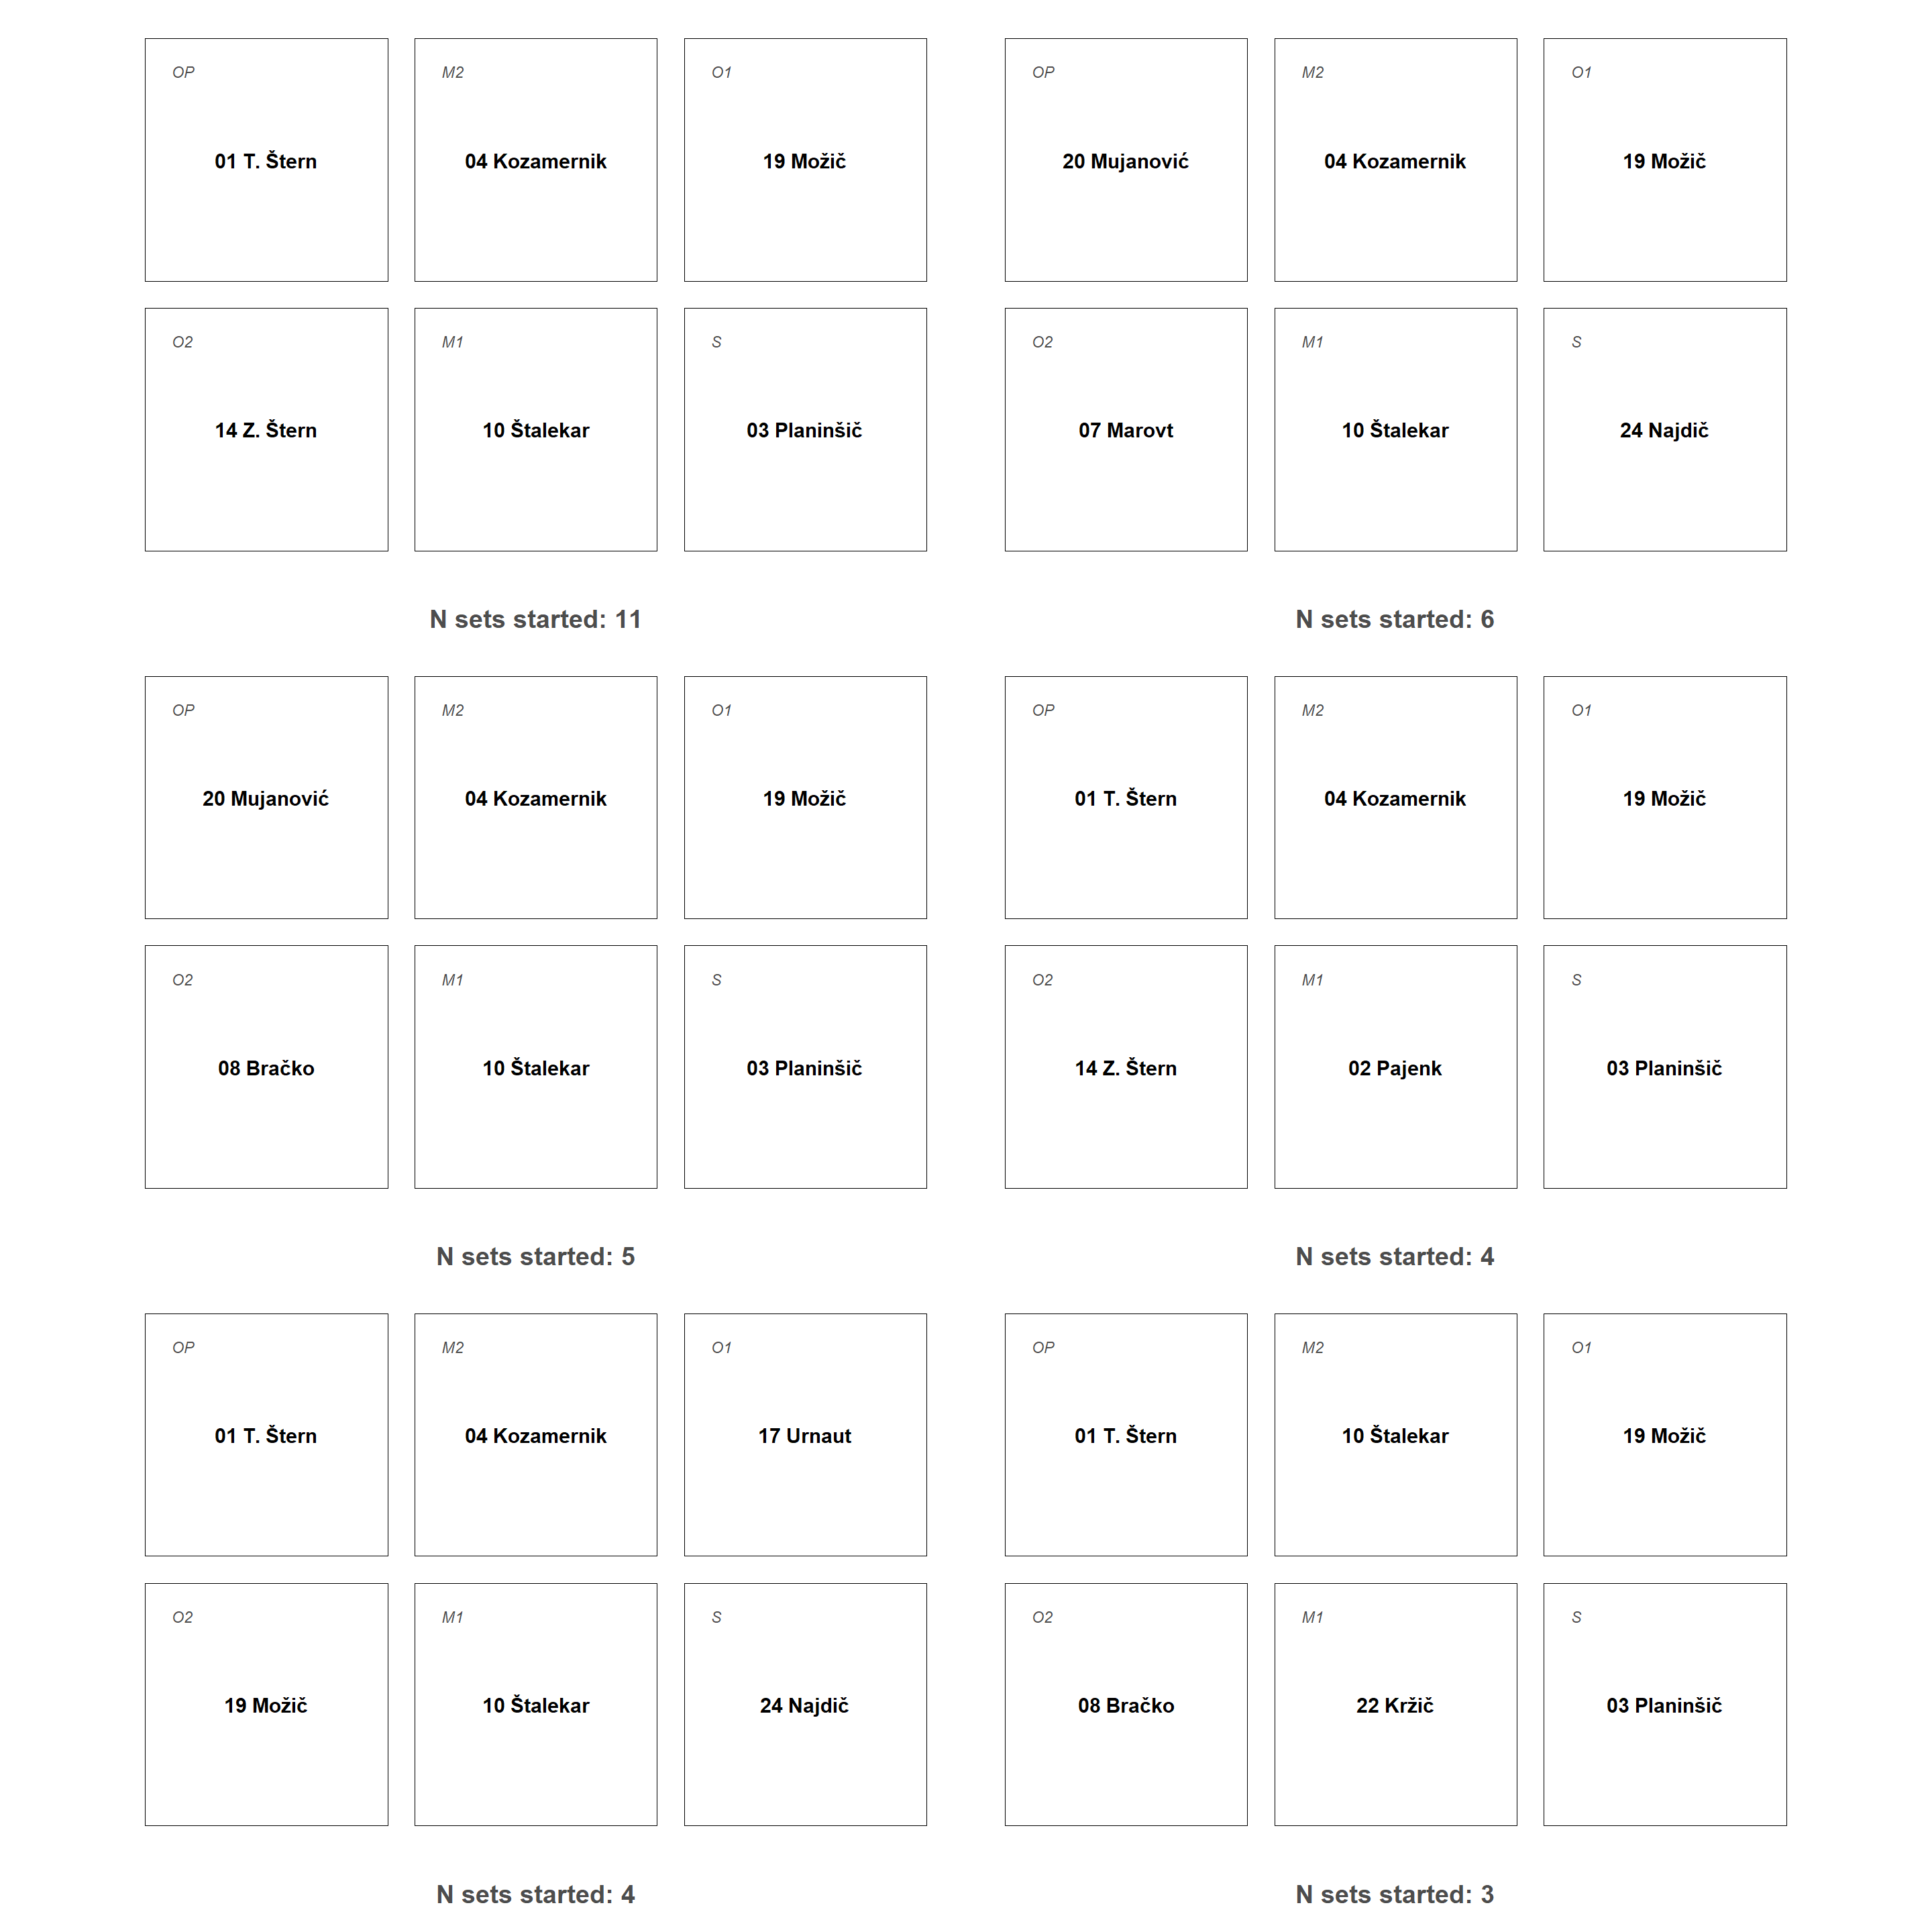 OP
M2
O1
01 T. Štern
04 Kozamernik
19 Možič
O2
M1
S
14 Z. Štern
10 Štalekar
03 Planinšič
N sets started: 11
OP
M2
O1
20 Mujanović
04 Kozamernik
19 Možič
O2
M1
S
07 Marovt
10 Štalekar
24 Najdič
N sets started: 6
OP
M2
O1
20 Mujanović
04 Kozamernik
19 Možič
O2
M1
S
08 Bračko
10 Štalekar
03 Planinšič
N sets started: 5
OP
M2
O1
01 T. Štern
04 Kozamernik
19 Možič
O2
M1
S
14 Z. Štern
02 Pajenk
03 Planinšič
N sets started: 4
OP
M2
O1
01 T. Štern
04 Kozamernik
17 Urnaut
O2
M1
S
19 Možič
10 Štalekar
24 Najdič
N sets started: 4
OP
M2
O1
01 T. Štern
10 Štalekar
19 Možič
O2
M1
S
08 Bračko
22 Kržič
03 Planinšič
N sets started: 3